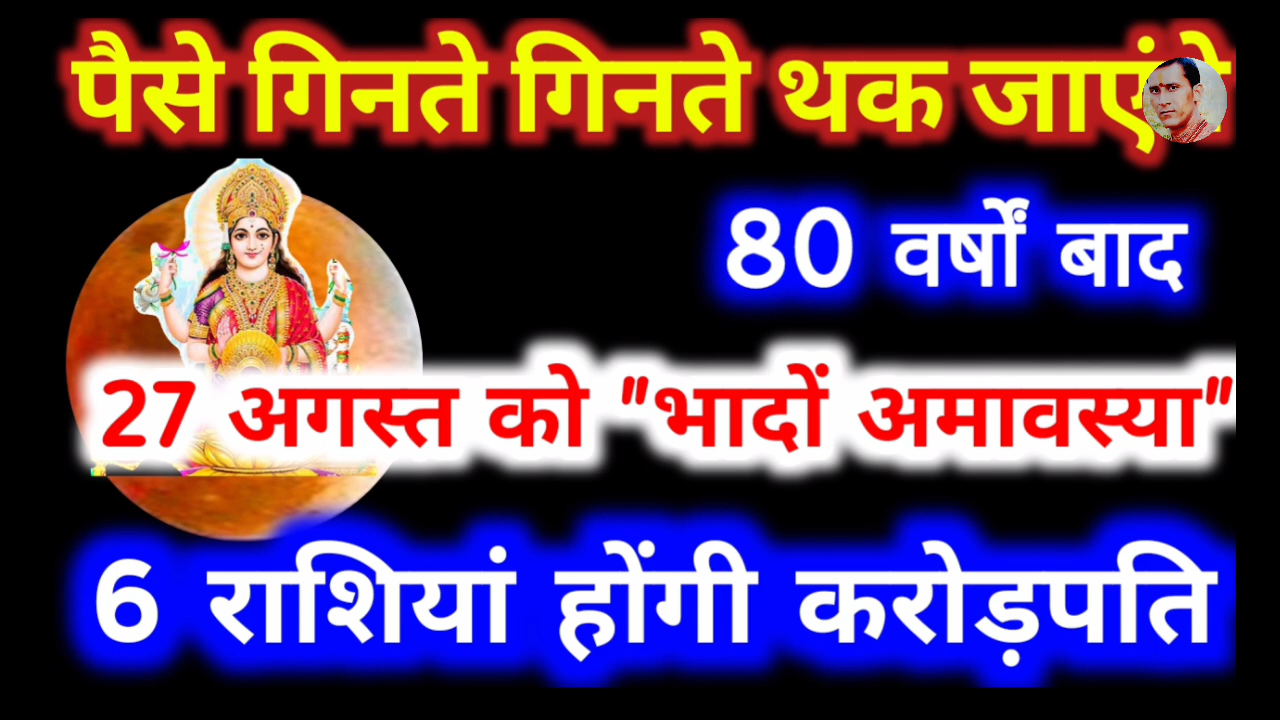 पैसे गिनते गिनते थक जाएंगे
80 वर्षों बाद
27 अगस्त को "भादों अमावस्या"
6 राशियां होंगी करोड़पति